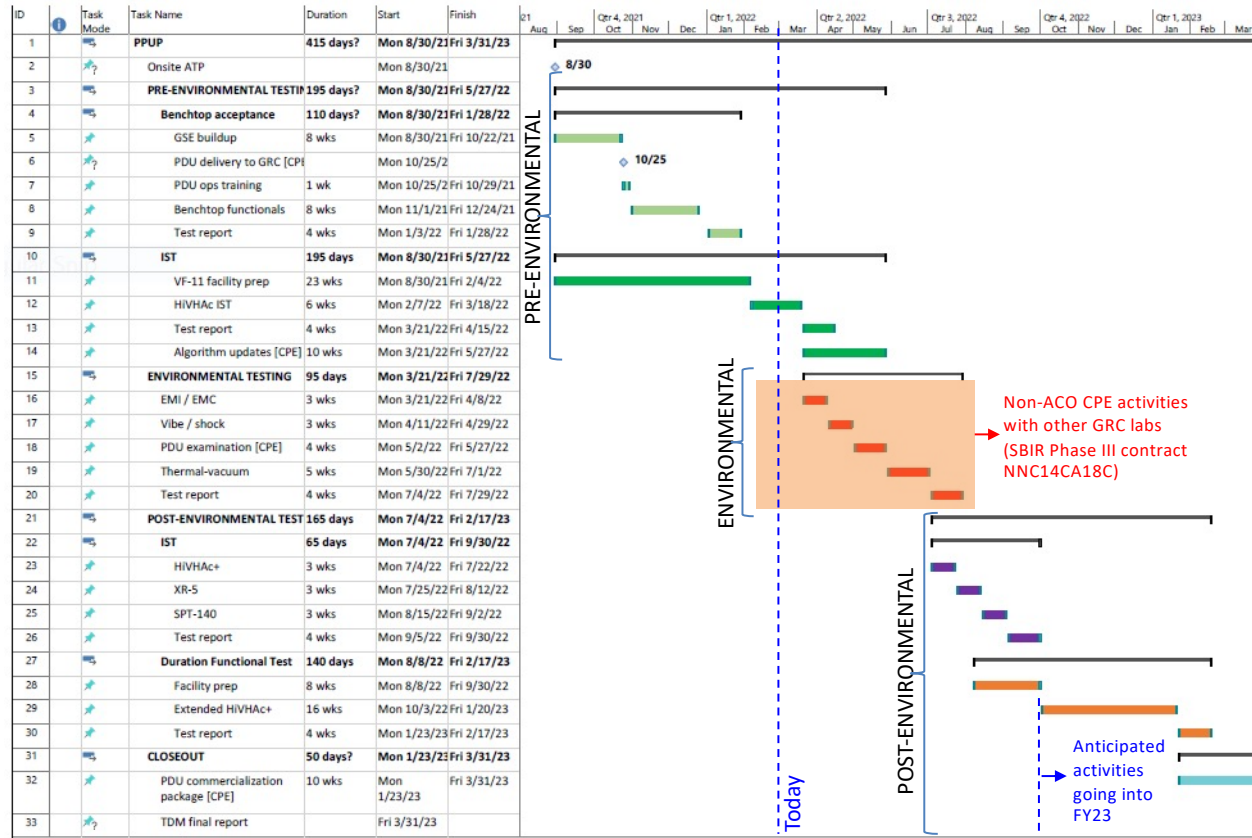 ID Task Mode Task Name Duration Start Finish
21 Qtr 4, 2021 Qtr 1, 2022 Qtr 2, 2022 Qtr 3, 2022 Qtr 4, 2022 Qtr 1, 2023
Aug Sep Oct Nov Dec Jan Feb Mar Apr May Jun Jul Aug Sep Oct Nov Dec Jan Feb Mar
1 PPUP 415 days? Mon 8/30/21 Fri 3/31/23
2 Onsite ATP Mon 8/30/21 8/30
3 PRE-ENVIRONMENTAL TESTIN 195 days? Mon 8/30/21 Fri 5/27/22
4 Benchtop acceptance 110 days? Mon 8/30/21 Fri 1/28/22
5 GSE buildup 8 wks Mon 8/30/21 Fri 10/22/21
6 PDU delivery to GRC [CPE Mon 10/25/2 10/25
7 PDU ops training 1 wk Mon 10/25/2 Fri 10/29/21
8 Benchtop functionals 8 wks Mon 11/1/21 Fri 12/24/21
9 Test report 4 wks Mon 1/3/22 Fri 1/28/22
10 IST 195 days Mon 8/30/21 Fri 5/27/22
11 VF-11 facility prep 23 wks Mon 8/30/21 Fri 2/4/22
12 HiVHAc IST 6 wks Mon 2/7/22 Fri 3/18/22
13 Test report 4 wks Mon 3/21/22 Fri 4/15/22
14 Algorithm updates [CPE] 10 wks Mon 3/21/22 Fri 5/27/22
15 ENVIRONMENTAL TESTING 95 days Mon 3/21/22 Fri 7/29/22
16 EMI / EMC 3 wks Mon 3/21/22 Fri 4/8/22
17 Vibe / shock 3 wks Mon 4/11/22 Fri 4/29/22
18 PDU examination [CPE] 4 wks Mon 5/2/22 Fri 5/27/22
19 Thermal-vacuum 5 wks Mon 5/30/22 Fri 7/1/22
20 Test report 4 wks Mon 7/4/22 Fri 7/29/22
21 POST-ENVIRONMENTAL TEST 165 days Mon 7/4/22 Fri 2/17/23
22 IST 65 days Mon 7/4/22 Fri 9/30/22
23 HiVHAc+ 3 wks Mon 7/4/22 Fri 7/22/22
24 XR-5 3 wks Mon 7/25/22 Fri 8/12/22
25 SPT-140 3 wks Mon 8/15/22 Fri 9/2/22
26 Test report 4 wks Mon 9/5/22 Fri 9/30/22
27 Duration Functional Test 140 days Mon 8/8/22 Fri 2/17/23
28 Facility prep 8 wks Mon 8/8/22 Fri 9/30/22
29 Extended HiVHAc+ 16 wks Mon 10/3/22 Fri 1/20/23
30 Test report 4 wks Mon 1/23/23 Fri 2/17/23
31 CLOSEOUT 50 days? Mon 1/23/23 Fri 3/31/23
32 PDU commercialization package [CPE] 10 wks Mon 1/23/23 Fri 3/31/23
33 TDM final report Fri 3/31/23
PRE-ENVIRONMENTAL
ENVIRONMENTAL
POST-ENVIRONMENTAL
Today
Non-ACO CPE activities
with other GRC labs
(SBIR Phase III contract
NNC14CA18C)
Anticipated
activities
going into
FY23